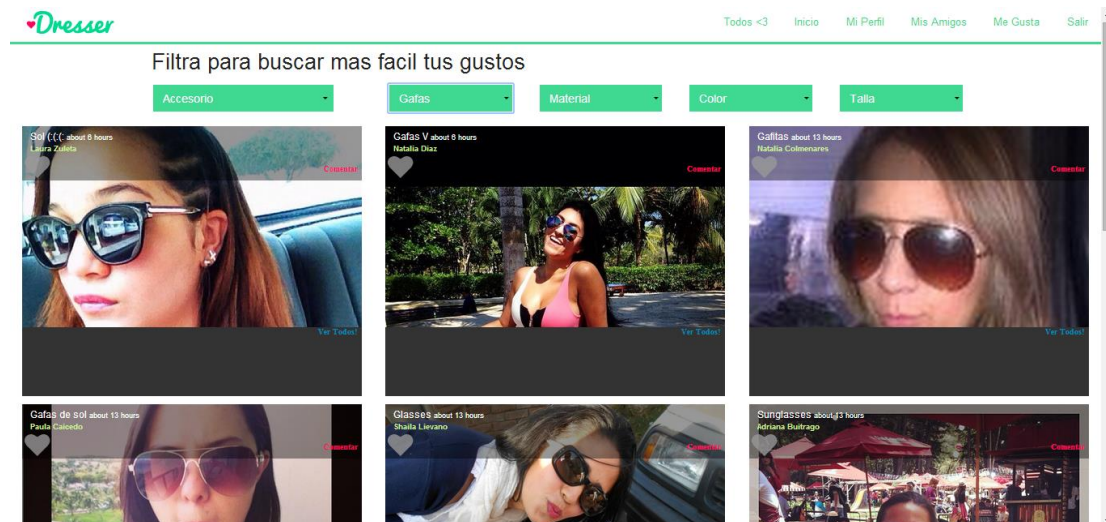 Dresser
Todos <3 Inicio Mi Perfil Mis Amigos Me Gusta Salir
Filtra para buscar mas facil tus gustos
Accesorio Gafas Material Color Talla
Sol (:(:(: about 6 hours
Laura Zuleta
Comentar
Ver Todos!
Gafas V about 6 hours
Natalia Diaz
Comentar
Ver Todos!
Gafitas about 13 hours
Natalia Colmenares
Comentar
Ver Todos!
Gafas de sol about 13 hours
Paula Caicedo
Comentar
Glasses about 13 hours
Shaila Lievano
Comentar
Sunglasses about 13 hours
Adriana Buitrago
Comentar